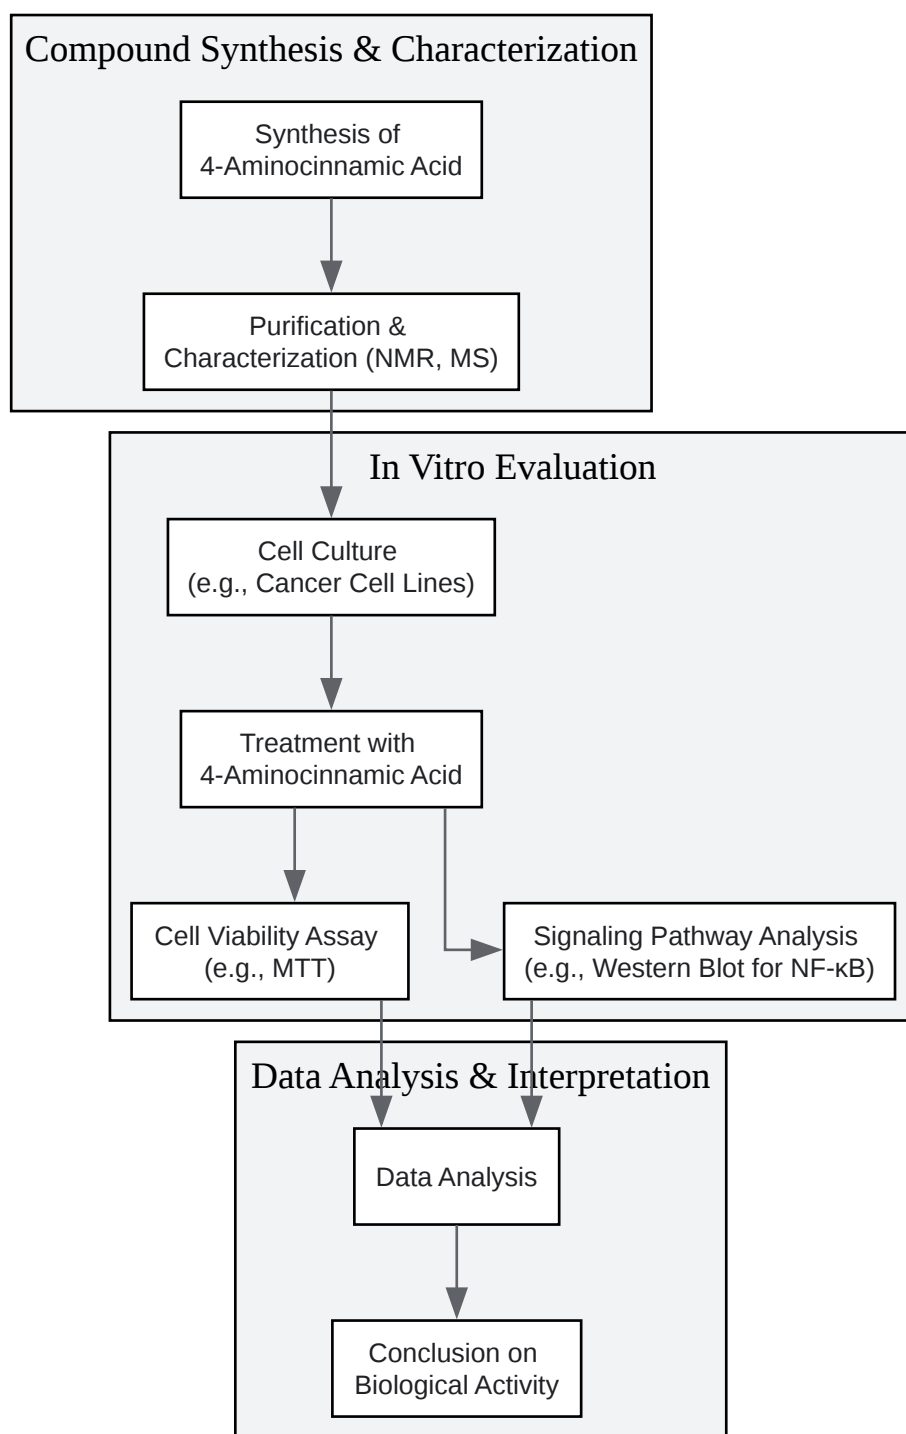 Compound Synthesis & Characterization
Synthesis of
4-Aminocinnamic Acid
Purification &
Characterization (NMR, MS)
In Vitro Evaluation
Cell Culture
(e.g., Cancer Cell Lines)
Treatment with
4-Aminocinnamic Acid
Cell Viability Assay
(e.g., MTT)
Signaling Pathway Analysis
(e.g., Western Blot for NF-κB)
Data Analysis & Interpretation
Data Analysis
Conclusion on
Biological Activity